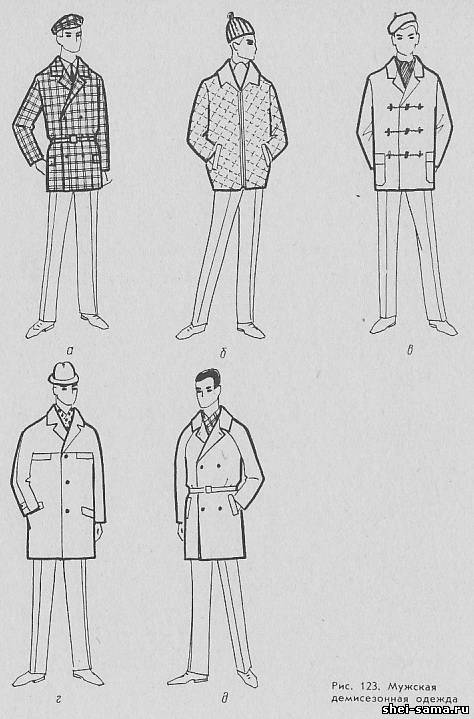 а
б
в
г
д
Рис. 123. Мужская
демисезонная одежда
shei-sama.ru